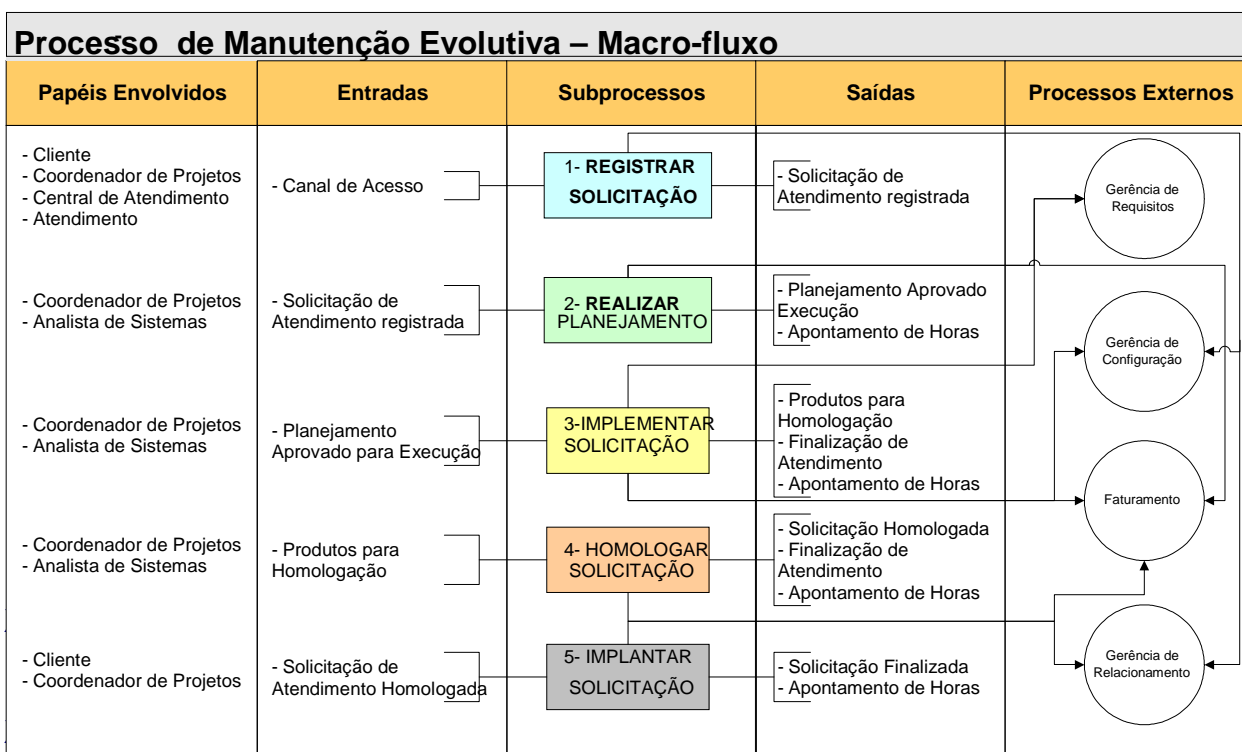 Processo de Manutenção Evolutiva – Macro-fluxo
Papéis Envolvidos
Entradas
Subprocessos
Saídas
Processos Externos
- Cliente
- Coordenador de Projetos
- Central de Atendimento
- Atendimento
- Canal de Acesso
1- REGISTRAR
SOLICITAÇÃO
- Solicitação de
Atendimento registrada
Gerência de
Requisitos
- Coordenador de Projetos
- Analista de Sistemas
- Solicitação de
Atendimento registrada
2- REALIZAR
PLANEJAMENTO
- Planejamento Aprovado
Execução
- Apontamento de Horas
Gerência de
Configuração
- Coordenador de Projetos
- Analista de Sistemas
- Planejamento
Aprovado para Execução
3-IMPLEMENTAR
SOLICITAÇÃO
- Produtos para
Homologação
- Finalização de
Atendimento
- Apontamento de Horas
Faturamento
- Coordenador de Projetos
- Analista de Sistemas
- Produtos para
Homologação
4- HOMOLOGAR
SOLICITAÇÃO
- Solicitação Homologada
- Finalização de
Atendimento
- Apontamento de Horas
- Cliente
- Coordenador de Projetos
- Solicitação de
Atendimento Homologada
5- IMPLANTAR
SOLICITAÇÃO
- Solicitação Finalizada
- Apontamento de Horas
Gerência de
Relacionamento